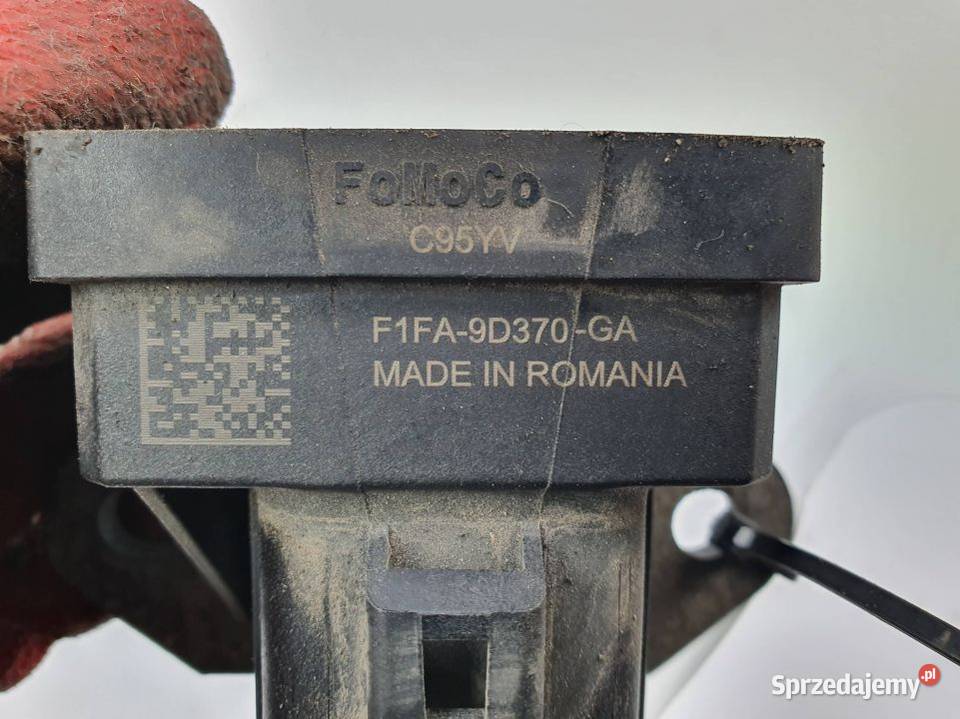 FoMoCo
C95YV
F1FA-9D370-GA
MADE IN ROMANIA
Sprzedajemy.pl